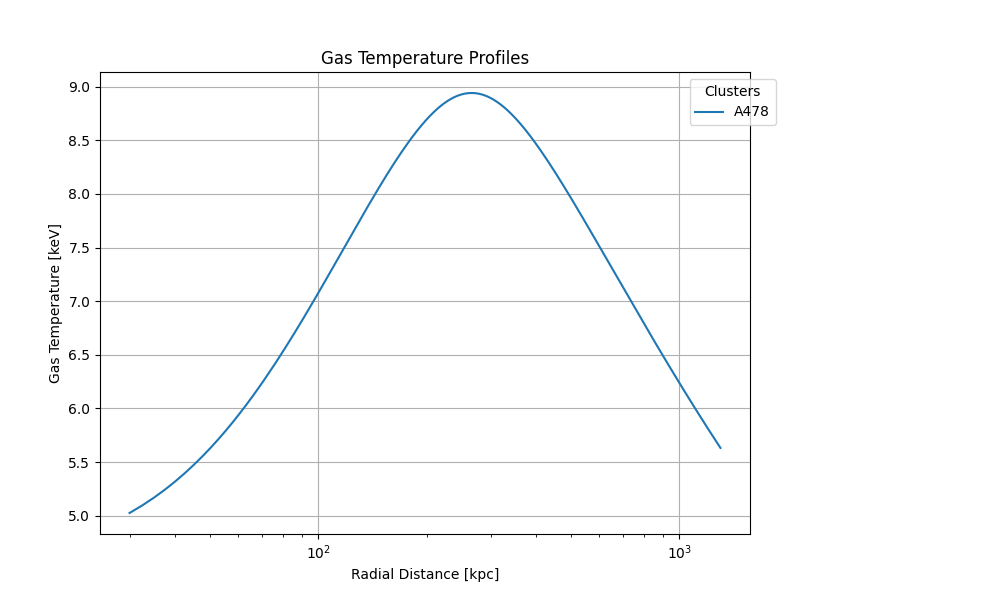 Gas Temperature Profiles
Clusters
A478
9.0
8.5
8.0
7.5
7.0
6.5
6.0
5.5
5.0
Gas Temperature [keV]
10²
10³
Radial Distance [kpc]